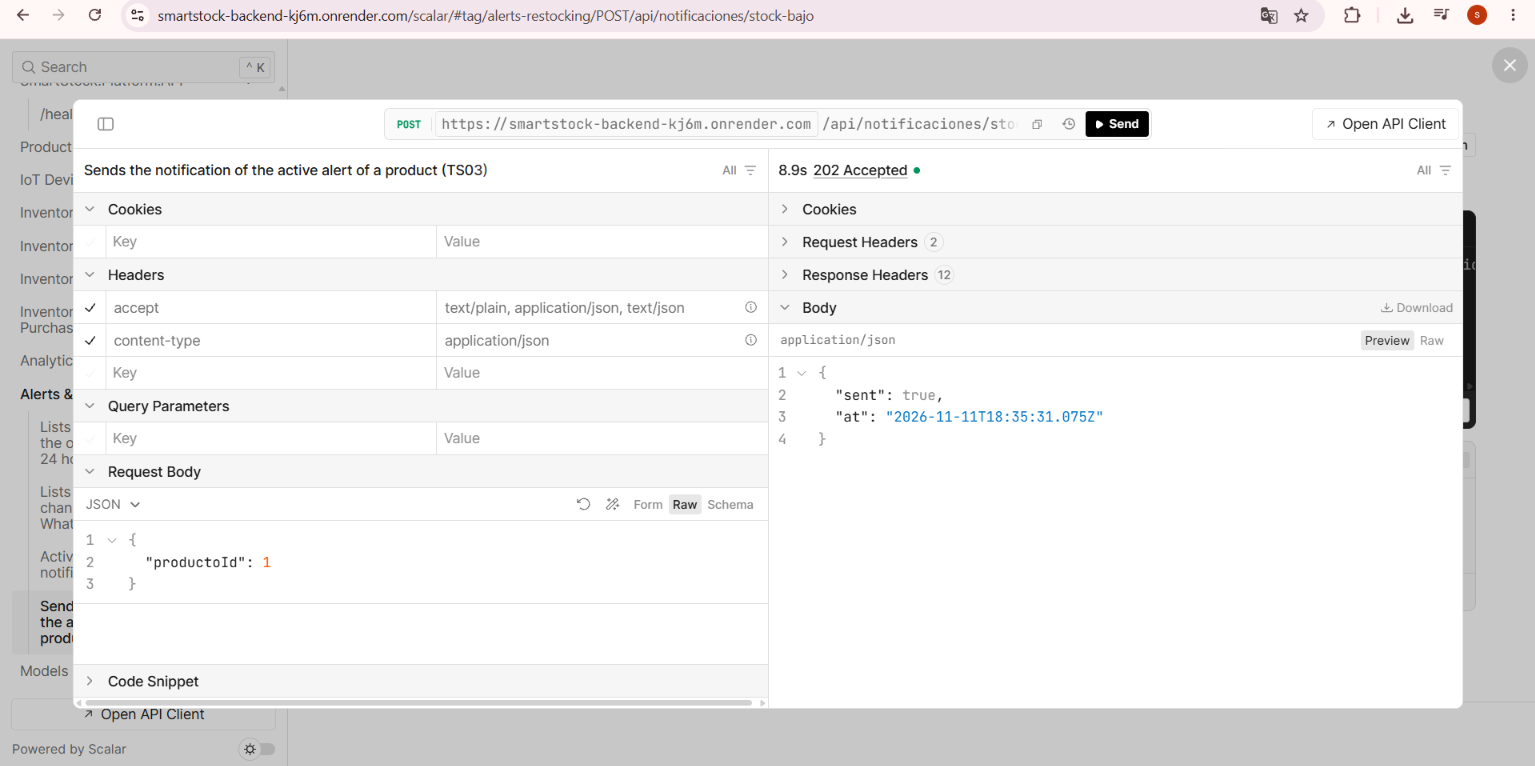 smartstock-backend-kj6m.onrender.com/scalar/#tag/alerts-restocking/POST/api/notificaciones/stock-bajo
S
Search
^ K
SmartStock.Platform.API
/heal
Product
IoT Devi
Inventor
Inventor
Inventor
Inventor
Purchas
Analytic
Alerts &
Lists
the o
24 ho
Lists
chan
What
Activ
notifi
Send
the a
produ
Models
Open API Client
Powered by Scalar
POST
https://smartstock-backend-kj6m.onrender.com
/api/notificaciones/sto
Send
Open API Client
Sends the notification of the active alert of a product (TS03)
All
Cookies
Key Value
Headers
accept text/plain, application/json, text/json
content-type application/json
Key Value
Query Parameters
Key Value
Request Body
JSON
Form Raw Schema
1 {
2 "productoId": 1
3 }
Code Snippet
8.9s 202 Accepted
All
Cookies
Request Headers 2
Response Headers 12
Body
Download
application/json
Preview Raw
1 {
2 "sent": true,
3 "at": "2026-11-11T18:35:31.075Z"
4 }